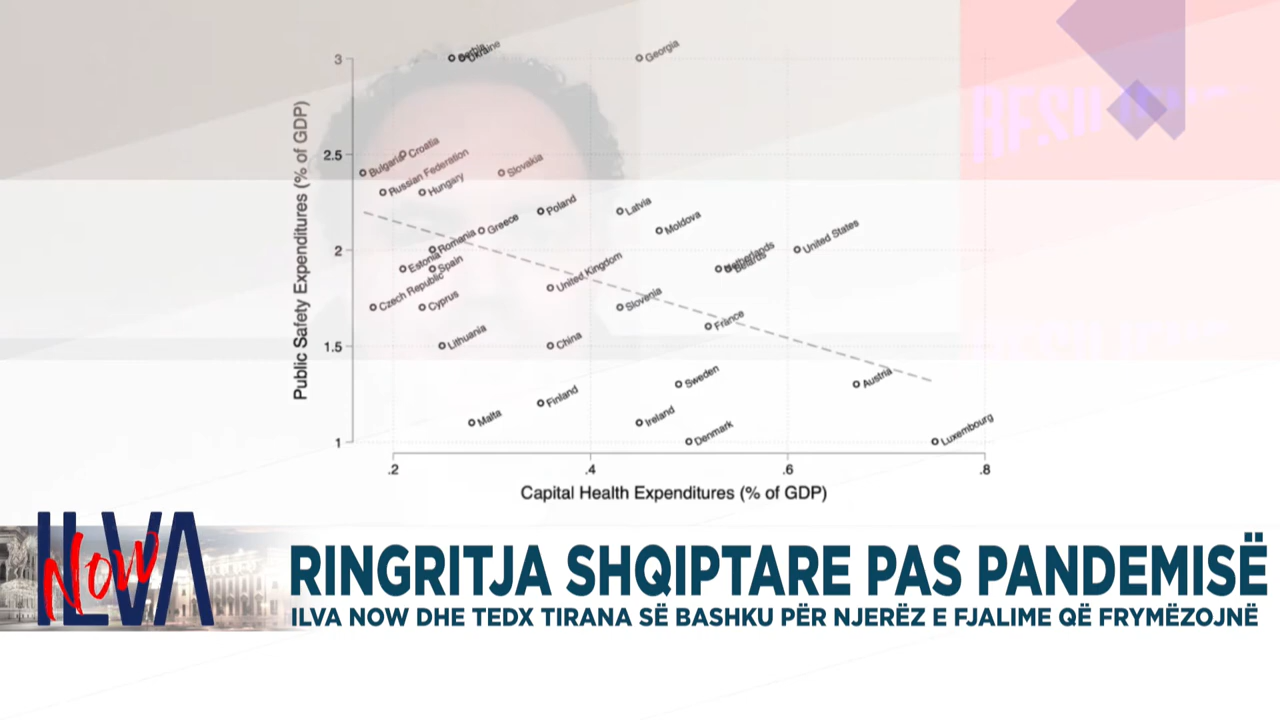 Serbia
Ukraine
Georgia
3
Croatia
Bulgaria
Russian Federation
Hungary
Slovakia
2.5
Poland
Latvia
Moldova
Greece
Romania
United States
2
Estonia
Spain
Netherlands
Belarus
United Kingdom
Czech Republic
Cyprus
Slovenia
France
Lithuania
China
1.5
Sweden
Austria
Finland
Malta
Ireland
Denmark
Luxembourg
1
Public Safety Expenditures (% of GDP)
.2 .4 .6 .8
Capital Health Expenditures (% of GDP)
ILVA
Now
RINGRITJA SHQIPTARE PAS PANDEMISË
ILVA NOW DHE TEDX TIRANA SË BASHKU PËR NJERËZ E FJALIME QË FRYMËZOJNË